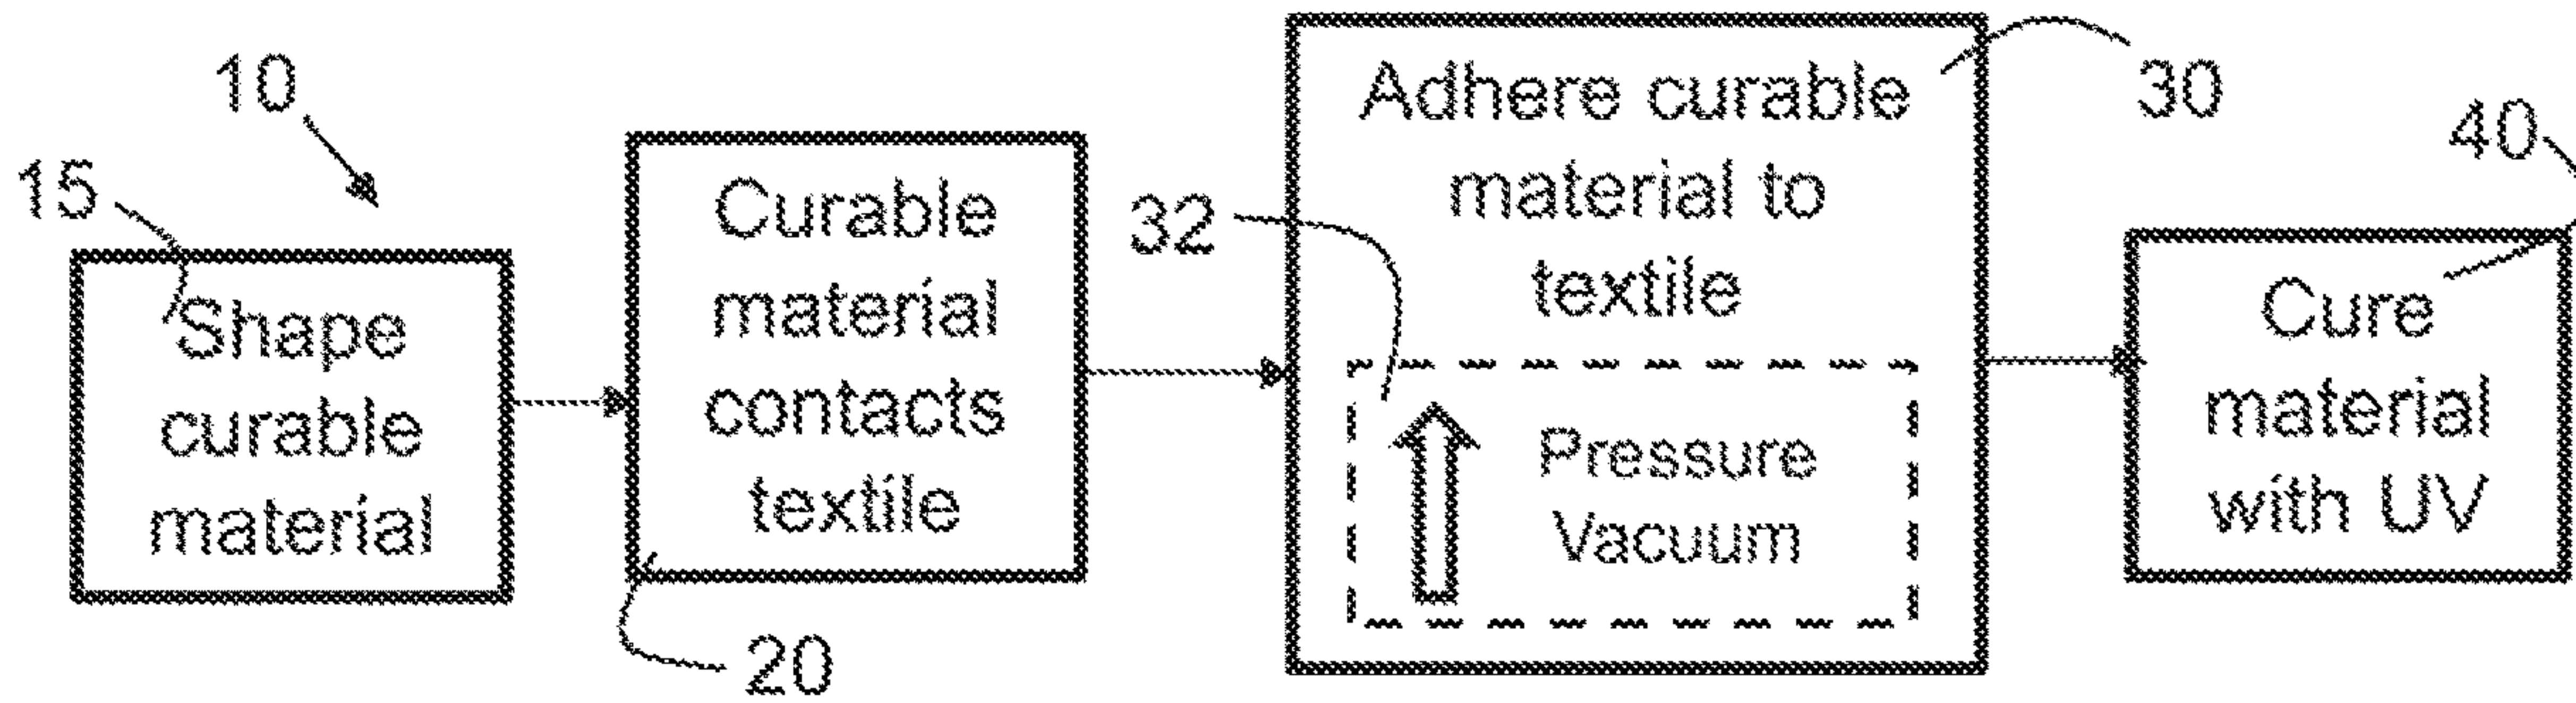 10
15
Shape
curable
material
Curable
material
contacts
textile
20
Adhere curable
material to
textile
30
32
Pressure
Vacuum
40
Cure
material
with UV